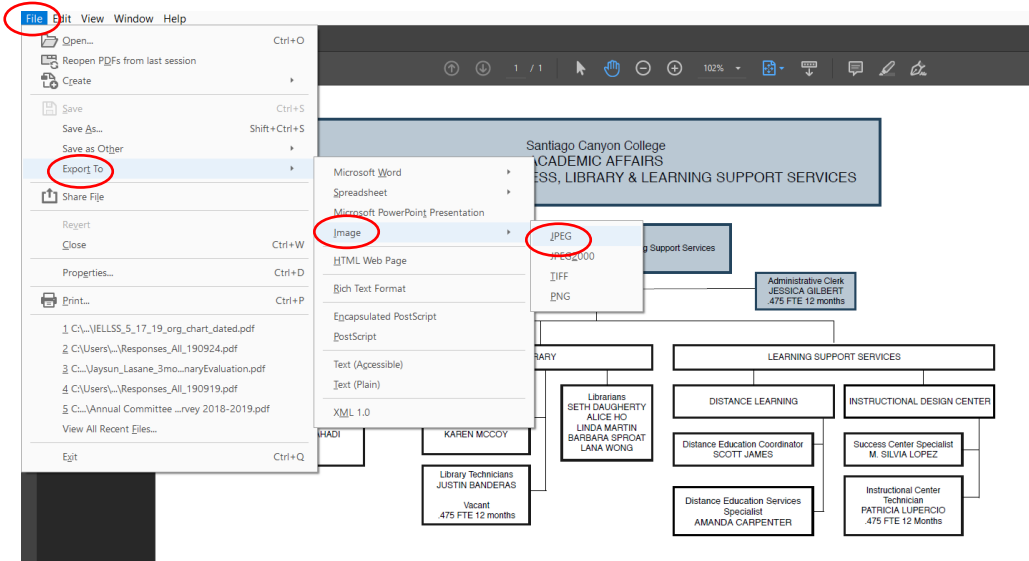 File Edit View Window Help
Open... Ctrl+O
Reopen PDFs from last session
Create
Save Ctrl+S
Save As... Shift+Ctrl+S
Save as Other
Export To
Share File
Revert
Close Ctrl+W
Properties... Ctrl+D
Print... Ctrl+P
1 C:\...\IELLSS_5_17_19_org_chart_dated.pdf
2 C:\Users\...\Responses_All_190924.pdf
3 C:...\Jaysun_Lasane_3mo...naryEvaluation.pdf
4 C:\Users\...\Responses_All_190919.pdf
5 C:...\Annual Committee ...rvey 2018-2019.pdf
View All Recent Files...
Exit Ctrl+Q
Microsoft Word
Spreadsheet
Microsoft PowerPoint Presentation
Image
HTML Web Page
Rich Text Format
Encapsulated PostScript
PostScript
Text (Accessible)
Text (Plain)
XML 1.0
JPEG
JPEG2000
TIFF
PNG
1 / 1 102%
Santiago Canyon College
ACADEMIC AFFAIRS
ESS, LIBRARY & LEARNING SUPPORT SERVICES
g Support Services
Administrative Clerk
JESSICA GILBERT
.475 FTE 12 months
RARY
LEARNING SUPPORT SERVICES
Librarians
SETH DAUGHERTY
ALICE HO
LINDA MARTIN
BARBARA SPROAT
LANA WONG
DISTANCE LEARNING
INSTRUCTIONAL DESIGN CENTER
AHADI
KAREN MCCOY
Distance Education Coordinator
SCOTT JAMES
Success Center Specialist
M. SILVIA LOPEZ
Library Technicians
JUSTIN BANDERAS
Vacant
.475 FTE 12 months
Distance Education Services
Specialist
AMANDA CARPENTER
Instructional Center
Technician
PATRICIA LUPERCIO
.475 FTE 12 Months